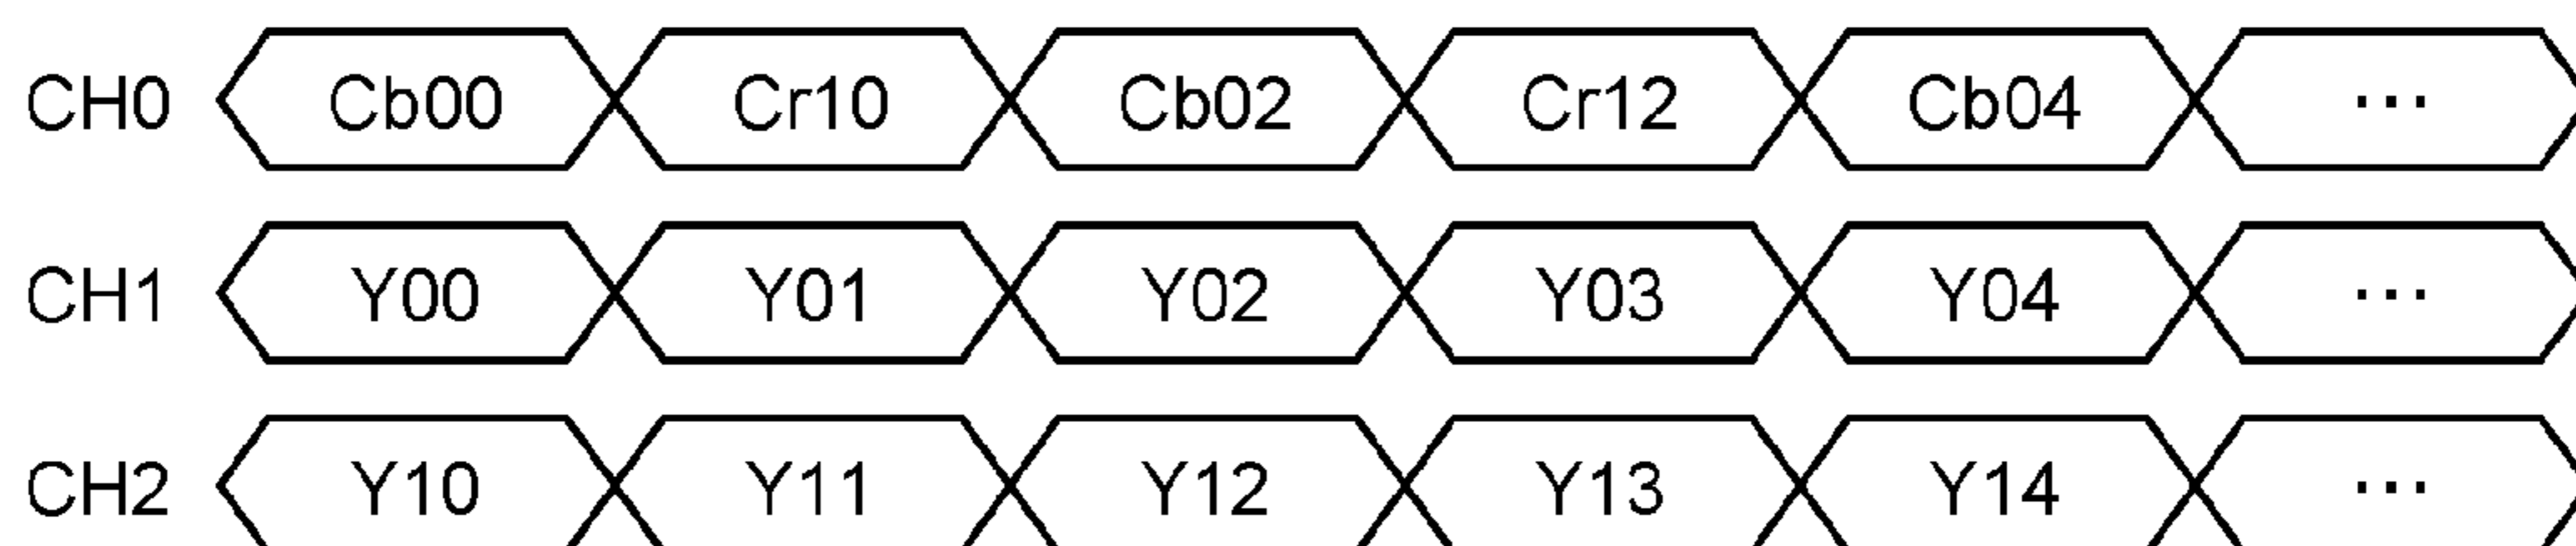 CH0 Cb00 Cr10 Cb02 Cr12 Cb04 ...
CH1 Y00 Y01 Y02 Y03 Y04 ...
CH2 Y10 Y11 Y12 Y13 Y14 ...